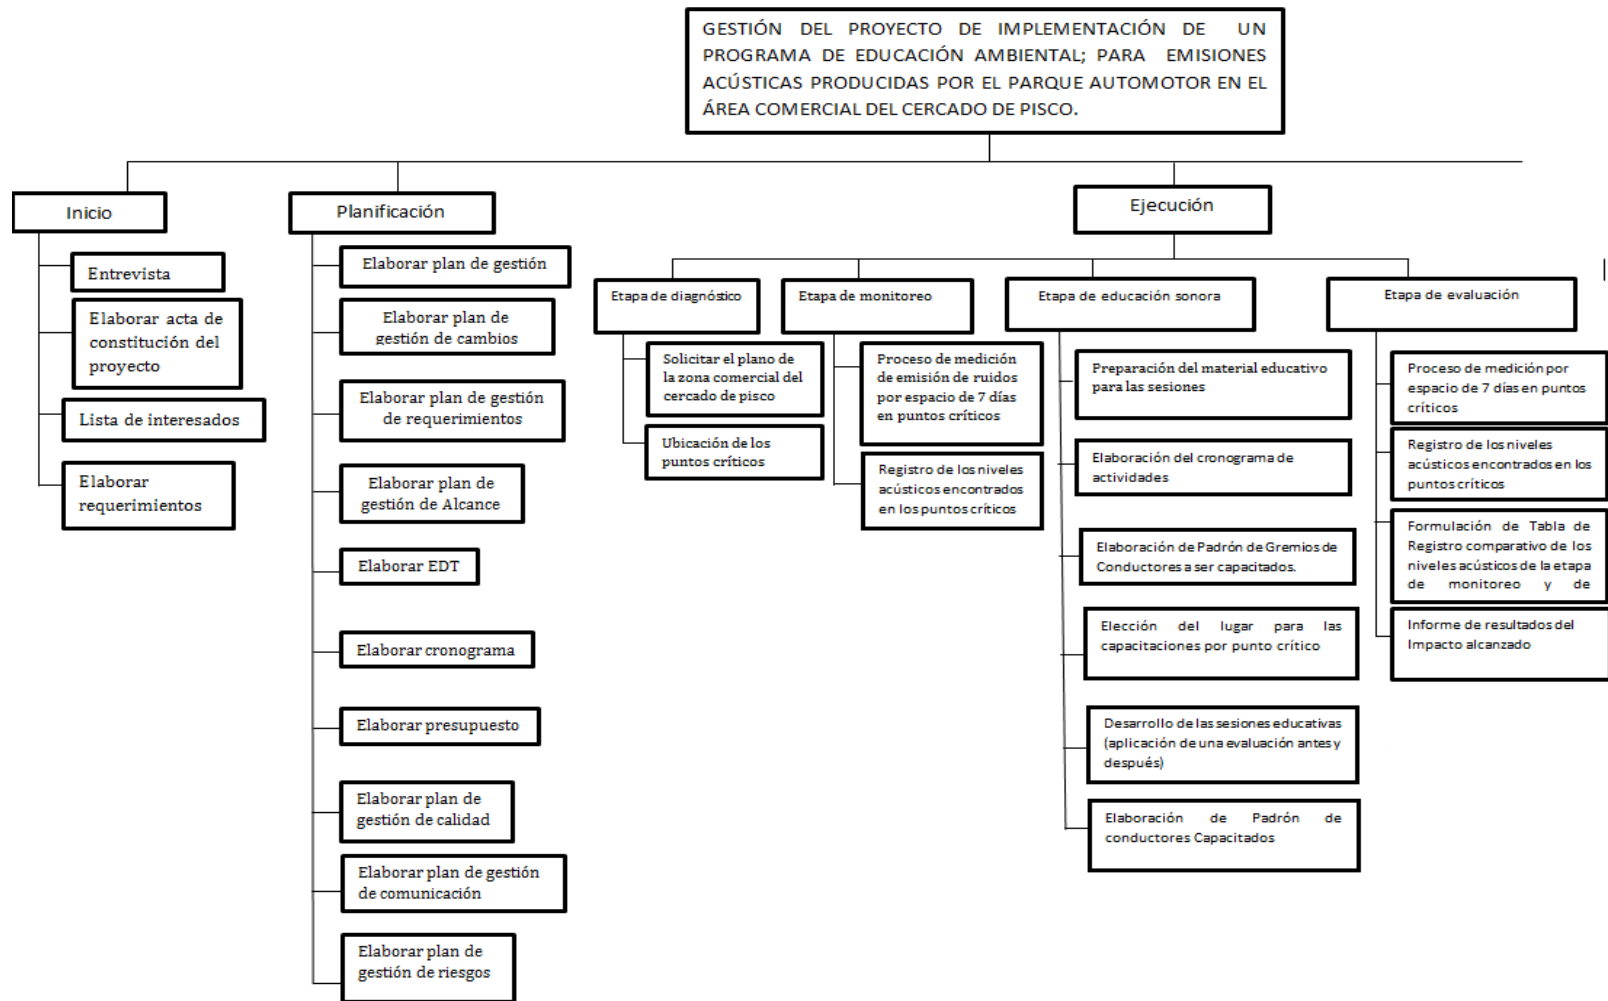 GESTIÓN DEL PROYECTO DE IMPLEMENTACIÓN DE UN
PROGRAMA DE EDUCACIÓN AMBIENTAL; PARA EMISIONES
ACÚSTICAS PRODUCIDAS POR EL PARQUE AUTOMOTOR EN EL
ÁREA COMERCIAL DEL CERCADO DE PISCO.
Inicio
Entrevista
Elaborar acta de
constitución del
proyecto
Lista de interesados
Elaborar
requerimientos
Planificación
Elaborar plan de gestión
Elaborar plan de
gestión de cambios
Elaborar plan de gestión
de requerimientos
Elaborar plan de
gestión de Alcance
Elaborar EDT
Elaborar cronograma
Elaborar presupuesto
Elaborar plan de
gestión de calidad
Elaborar plan de gestión
de comunicación
Elaborar plan de
gestión de riesgos
Ejecución
Etapa de diagnóstico
Solicitar el plano de
la zona comercial del
cercado de pisco
Ubicación de los
puntos críticos
Etapa de monitoreo
Proceso de medición
de emisión de ruidos
por espacio de 7 días
en puntos críticos
Registro de los niveles
acústicos encontrados
en los puntos críticos
Etapa de educación sonora
Preparación del material educativo
para las sesiones
Elaboración del cronograma de
actividades
Elaboración de Padrón de Gremios de
Conductores a ser capacitados.
Elección del lugar para las
capacitaciones por punto crítico
Desarrollo de las sesiones educativas
(aplicación de una evaluación antes y
después)
Elaboración de Padrón de
conductores Capacitados
Etapa de evaluación
Proceso de medición por
espacio de 7 días en puntos
críticos
Registro de los niveles
acústicos encontrados en los
puntos críticos
Formulación de Tabla de
Registro comparativo de los
niveles acústicos de la etapa
de monitoreo y de
Informe de resultados del
Impacto alcanzado